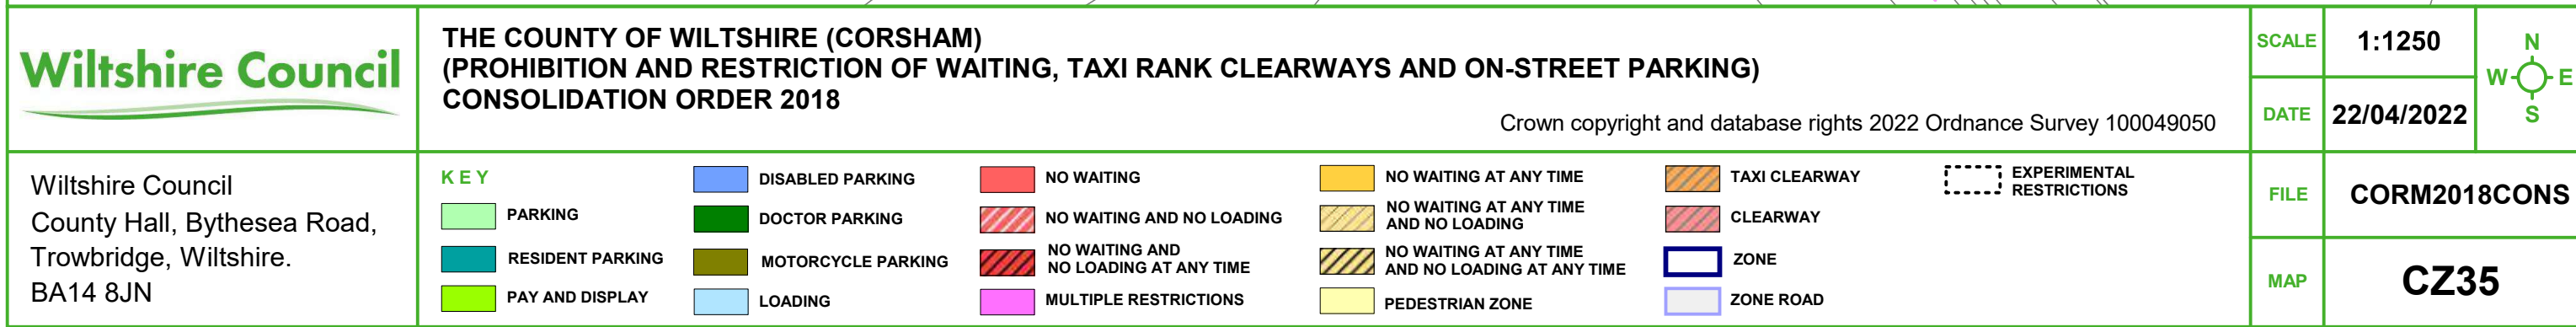 Wiltshire Council
THE COUNTY OF WILTSHIRE (CORSHAM)
(PROHIBITION AND RESTRICTION OF WAITING, TAXI RANK CLEARWAYS AND ON-STREET PARKING)
CONSOLIDATION ORDER 2018
Crown copyright and database rights 2022 Ordnance Survey 100049050
SCALE 1:1250
DATE 22/04/2022
N
W E
S
Wiltshire Council
County Hall, Bythesea Road,
Trowbridge, Wiltshire.
BA14 8JN
KEY
PARKING
RESIDENT PARKING
PAY AND DISPLAY
DISABLED PARKING
DOCTOR PARKING
MOTORCYCLE PARKING
LOADING
NO WAITING
NO WAITING AND NO LOADING
NO WAITING AND
NO LOADING AT ANY TIME
MULTIPLE RESTRICTIONS
NO WAITING AT ANY TIME
NO WAITING AT ANY TIME
AND NO LOADING
NO WAITING AT ANY TIME
AND NO LOADING AT ANY TIME
PEDESTRIAN ZONE
TAXI CLEARWAY
CLEARWAY
ZONE
ZONE ROAD
EXPERIMENTAL
RESTRICTIONS
FILE CORM2018CONS
MAP CZ35